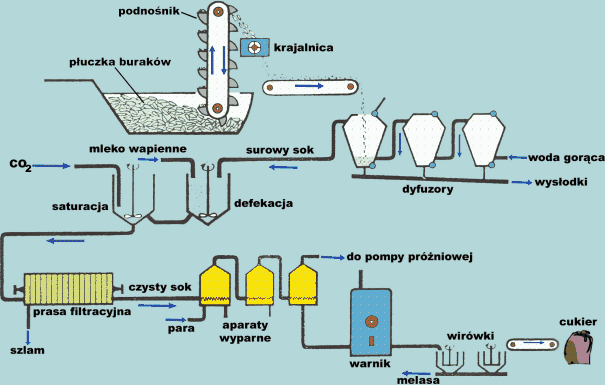 podnośnik
krajalnica
płuczka buraków
mleko wapienne
surowy sok
CO2
woda gorąca
wysłodki
dyfuzory
saturacja
defekacja
do pompy próżniowej
czysty sok
prasa filtracyjna
para
aparaty
wyparne
szlam
warnik
wirówki
cukier
melasa